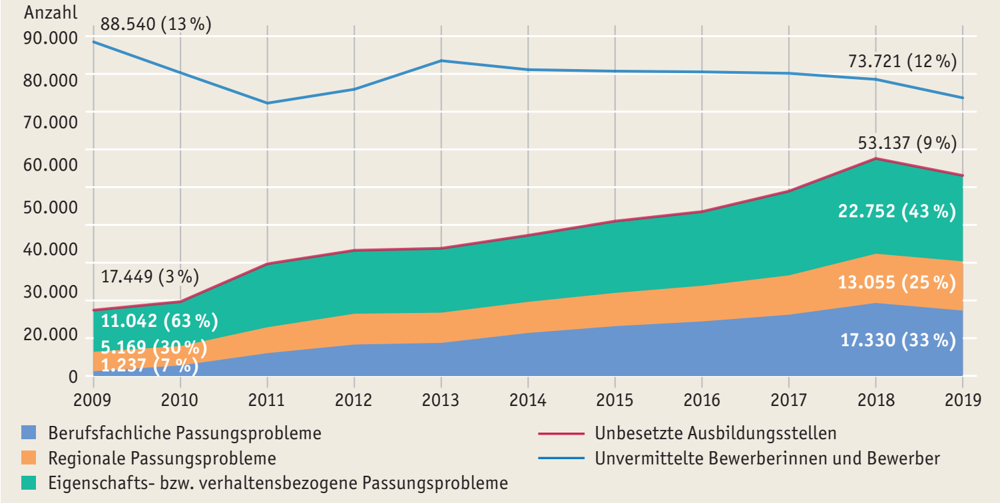 Anzahl
88.540 (13 %)
90.000
73.721 (12 %)
80.000
70.000
53.137 (9 %)
60.000
50.000
22.752 (43 %)
40.000
17.449 (3 %)
13.055 (25 %)
30.000
11.042 (63 %)
20.000
17.330 (33 %)
5.169 (30 %)
1.237 (7 %)
0
2009 2010 2011 2012 2013 2014 2015 2016 2017 2018 2019
Berufsfachliche Passungsprobleme
Unbesetzte Ausbildungsstellen
Regionale Passungsprobleme
Unvermittelte Bewerberinnen und Bewerber
Eigenschafts- bzw. verhaltensbezogene Passungsprobleme